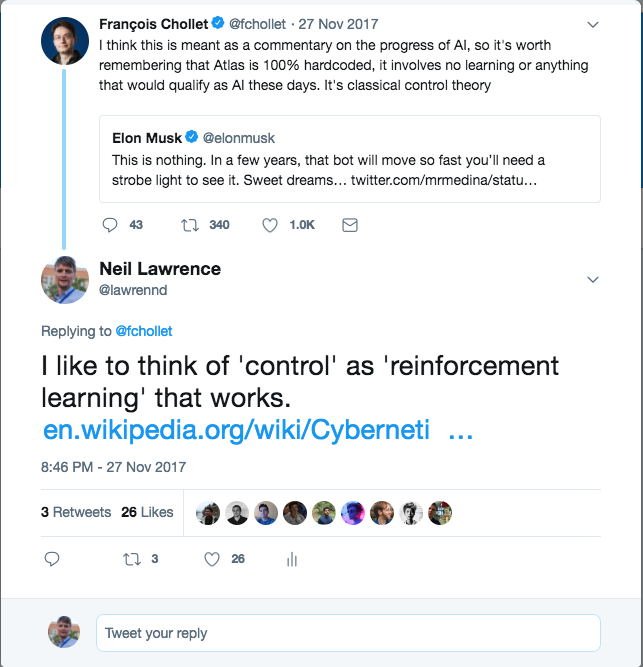 François Chollet @fchollet · 27 Nov 2017
I think this is meant as a commentary on the progress of AI, so it's worth
remembering that Atlas is 100% hardcoded, it involves no learning or anything
that would qualify as AI these days. It's classical control theory
Elon Musk @elonmusk
This is nothing. In a few years, that bot will move so fast you'll need a
strobe light to see it. Sweet dreams… twitter.com/mrmedina/statu…
43 340 1.0K
Neil Lawrence
@lawrennd
Replying to @fchollet
I like to think of 'control' as 'reinforcement
learning' that works.
en.wikipedia.org/wiki/Cyberneti …
8:46 PM - 27 Nov 2017
3 Retweets 26 Likes
3 26
Tweet your reply